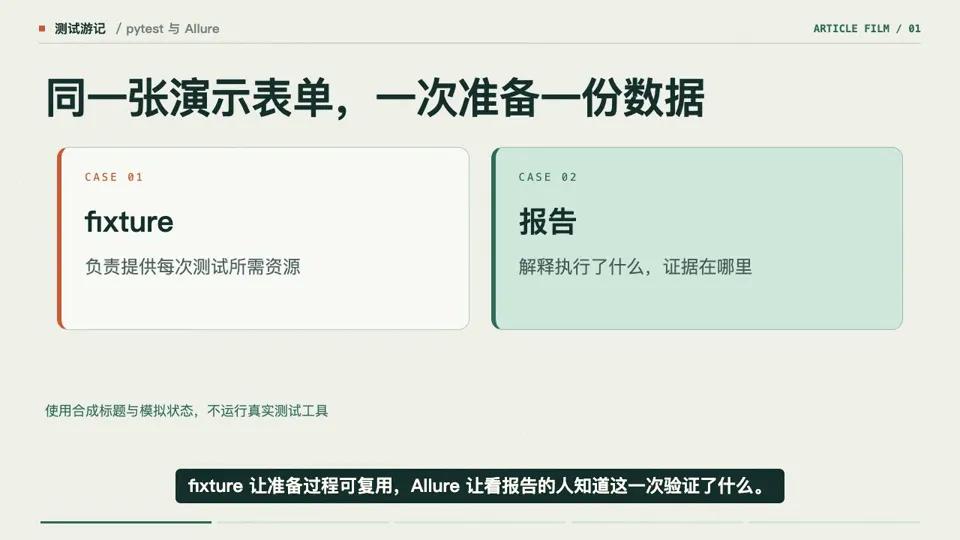 测试游记 / pytest 与 Allure
ARTICLE FILM / 01
同一张演示表单，一次准备一份数据
CASE 01
fixture
负责提供每次测试所需资源
CASE 02
报告
解释执行了什么，证据在哪里
使用合成标题与模拟状态，不运行真实测试工具
fixture 让准备过程可复用，Allure 让看报告的人知道这一次验证了什么。